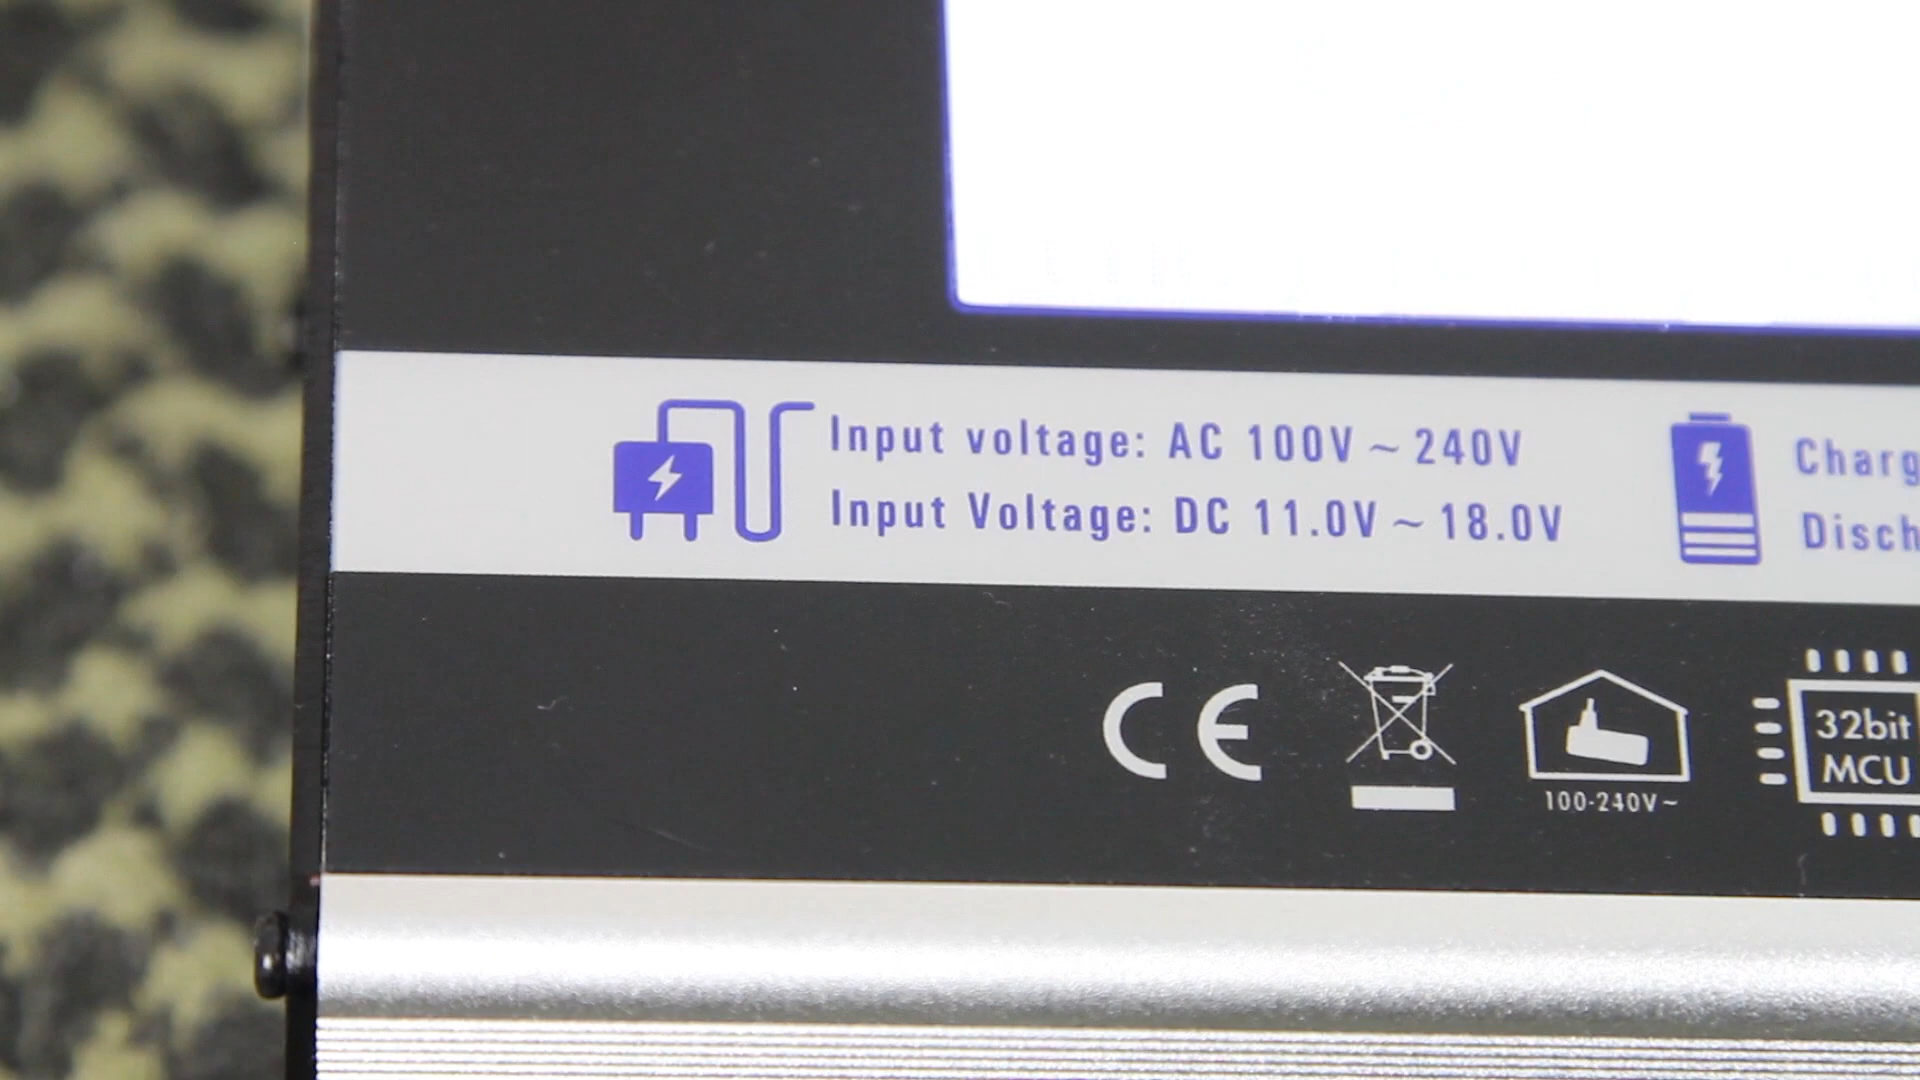 Input voltage: AC 100V ~ 240V
Input Voltage: DC 11.0V ~ 18.0V
Charg
Disch
CE
100-240V~
32bit
MCU